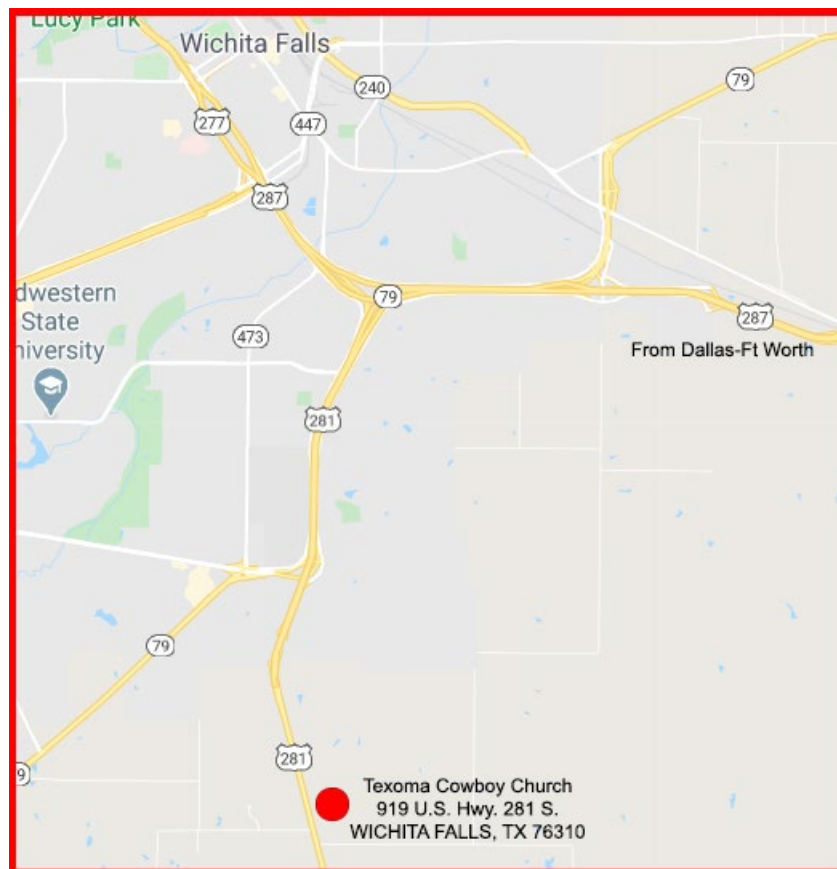 Lucy Park
Wichita Falls
79
240
277
447
287
dwestern
State
niversity
79
287
From Dallas-Ft Worth
473
281
79
281
9
Texoma Cowboy Church
919 U.S. Hwy. 281 S.
WICHITA FALLS, TX 76310